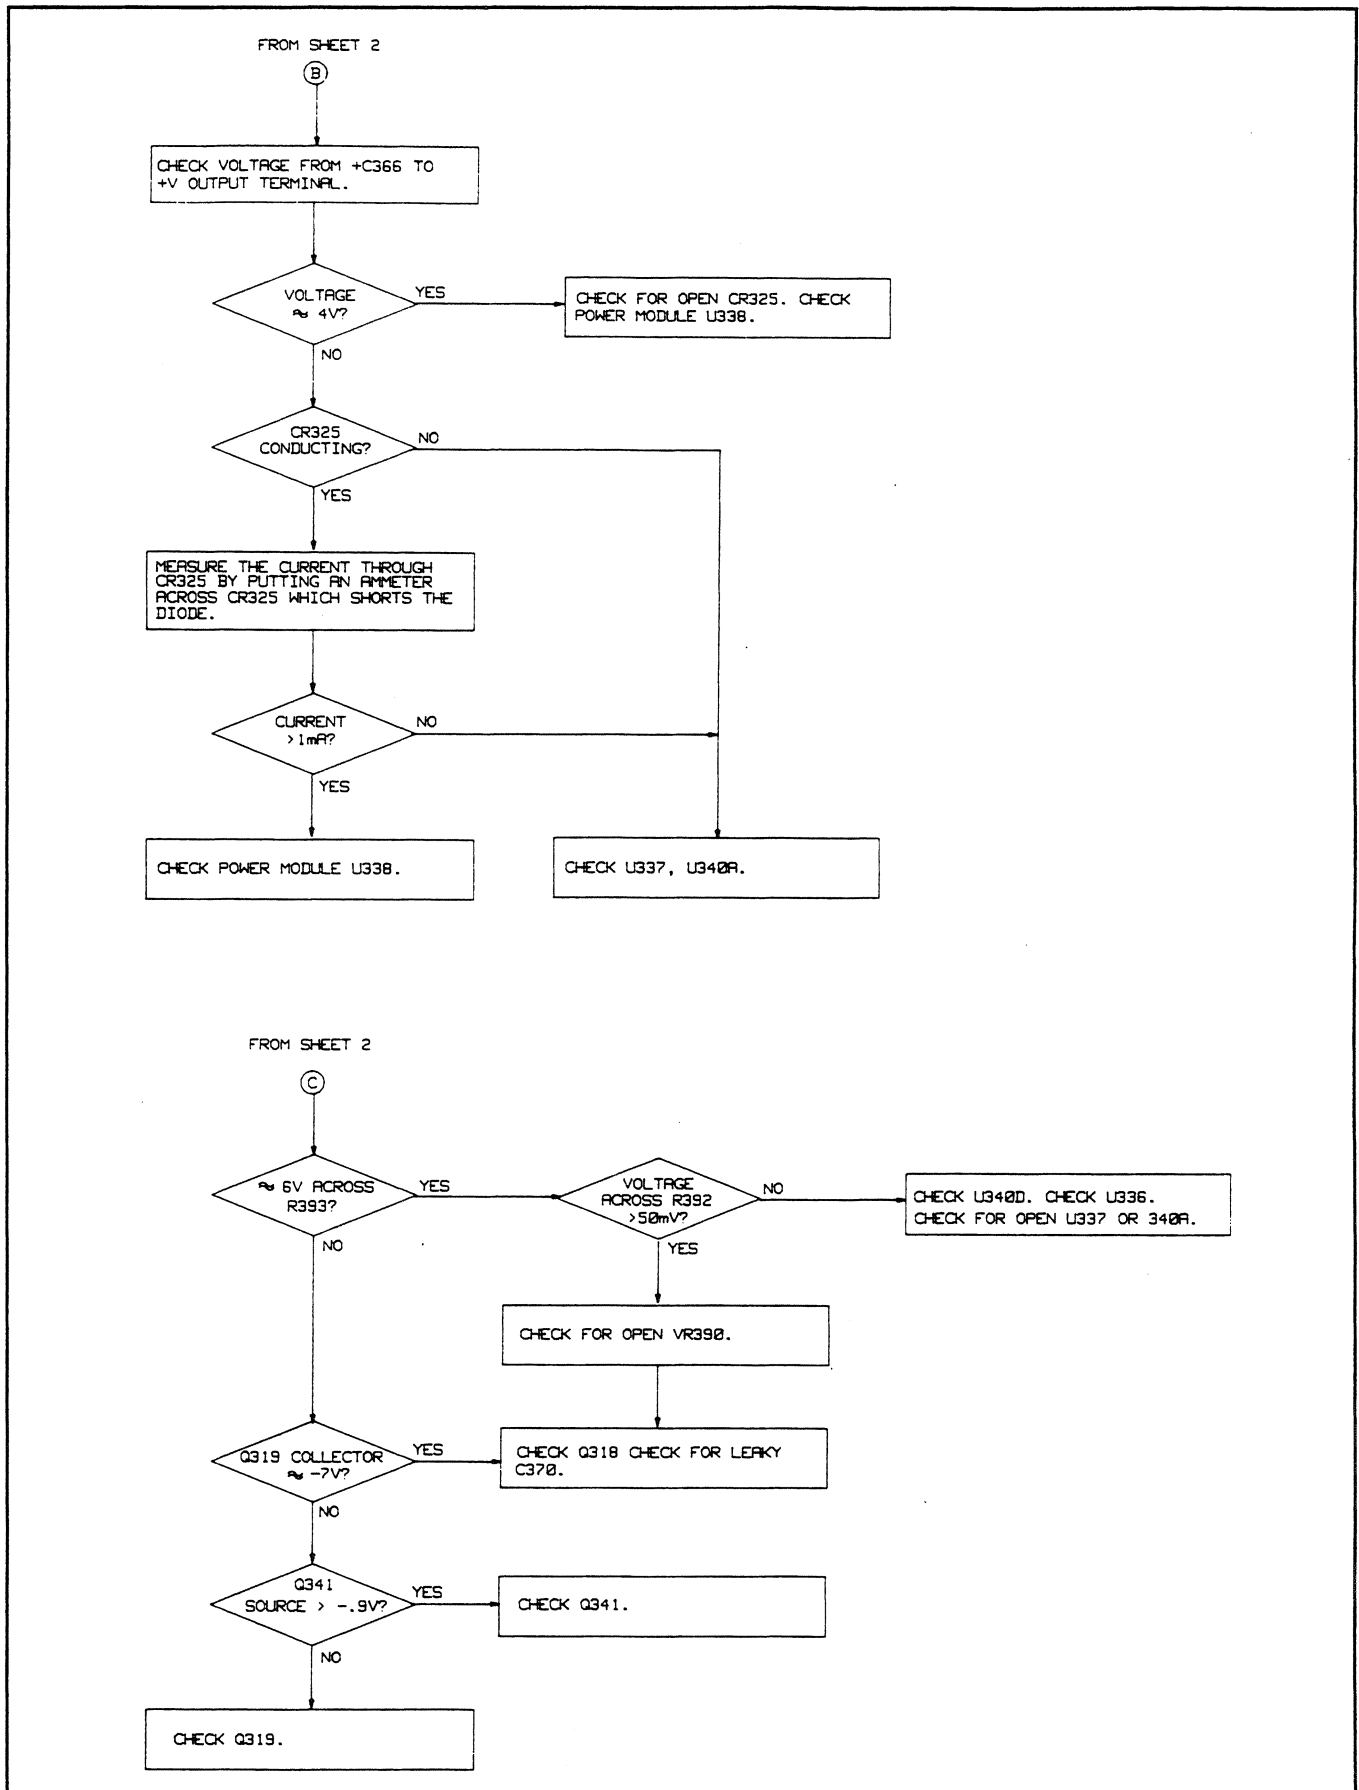 FROM SHEET 2
B
CHECK VOLTAGE FROM +C366 TO
+V OUTPUT TERMINAL.
VOLTAGE
≈ 4V?
YES
CHECK FOR OPEN CR325. CHECK
POWER MODULE U338.
NO
CR325
CONDUCTING?
NO
YES
MEASURE THE CURRENT THROUGH
CR325 BY PUTTING AN AMMETER
ACROSS CR325 WHICH SHORTS THE
DIODE.
CURRENT
>1mA?
NO
YES
CHECK POWER MODULE U338.
CHECK U337, U340A.
FROM SHEET 2
C
≈ 6V ACROSS
R393?
YES
VOLTAGE
ACROSS R392
>50mV?
NO
CHECK U340D. CHECK U336.
CHECK FOR OPEN U337 OR 340A.
NO
YES
CHECK FOR OPEN VR390.
Q319 COLLECTOR
≈ -7V?
YES
CHECK Q318 CHECK FOR LEAKY
C370.
NO
Q341
SOURCE > -.9V?
YES
CHECK Q341.
NO
CHECK Q319.